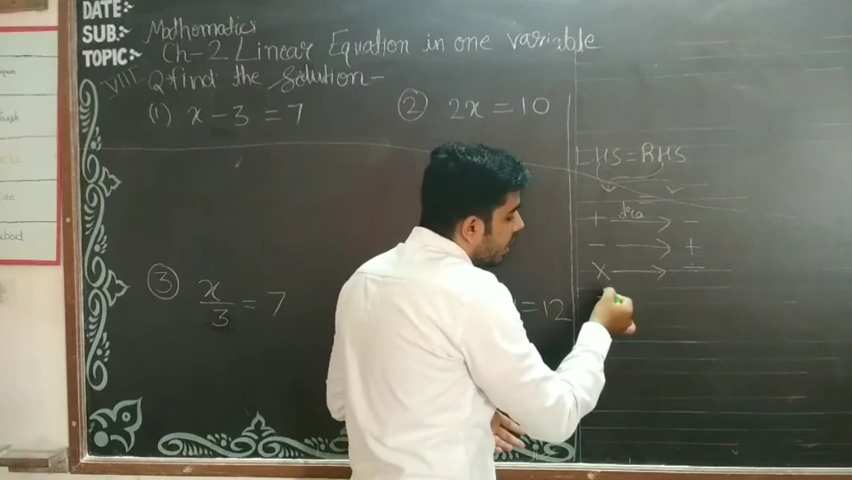 DATE:-
SUB:- Mathematics
TOPIC:- Ch-2 Linear Equation in one variable
VIII Q find the Solution-
(1) x - 3 = 7
② 2x = 10
③ x/3 = 7
= 12
LHS = RHS
+ → -
- → +
× → ÷